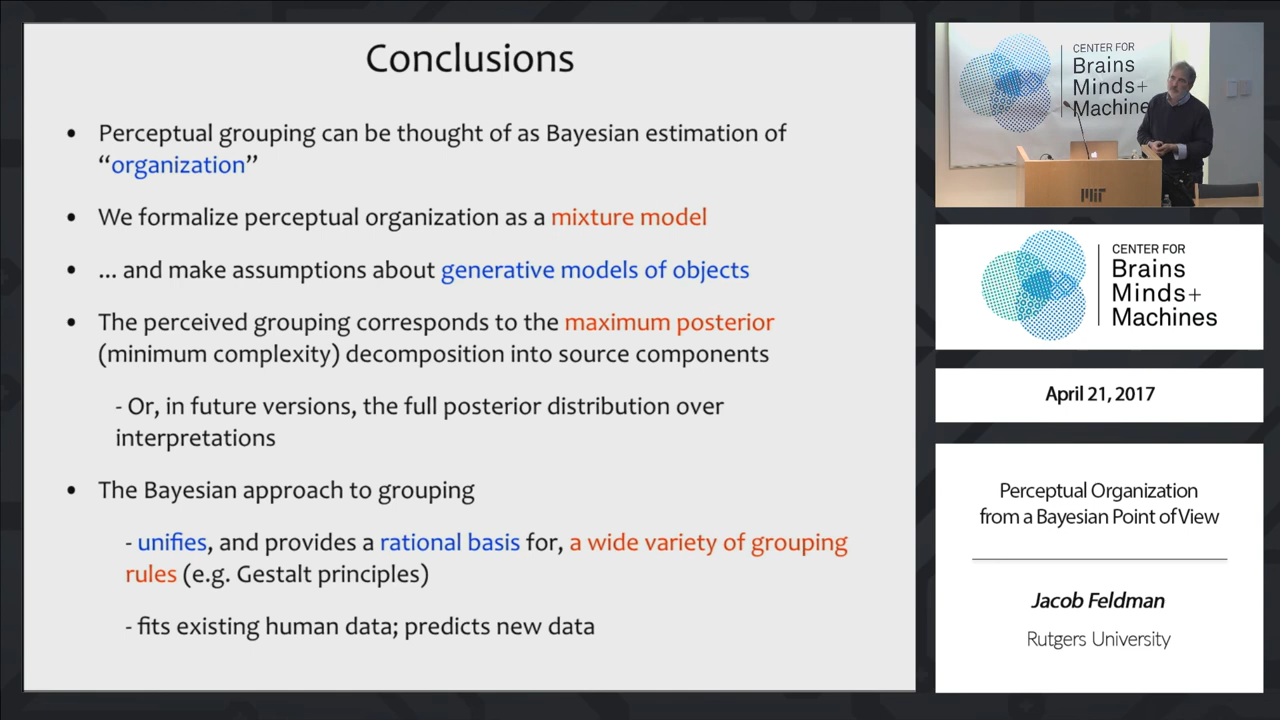 Conclusions
• Perceptual grouping can be thought of as Bayesian estimation of
“organization”
• We formalize perceptual organization as a mixture model
• ... and make assumptions about generative models of objects
• The perceived grouping corresponds to the maximum posterior
(minimum complexity) decomposition into source components
- Or, in future versions, the full posterior distribution over
interpretations
• The Bayesian approach to grouping
- unifies, and provides a rational basis for, a wide variety of grouping
rules (e.g. Gestalt principles)
- fits existing human data; predicts new data
CENTER FOR
Brains
Minds+
Machine
MIT
CENTER FOR
Brains
Minds+
Machines
April 21, 2017
Perceptual Organization
from a Bayesian Point of View
Jacob Feldman
Rutgers University